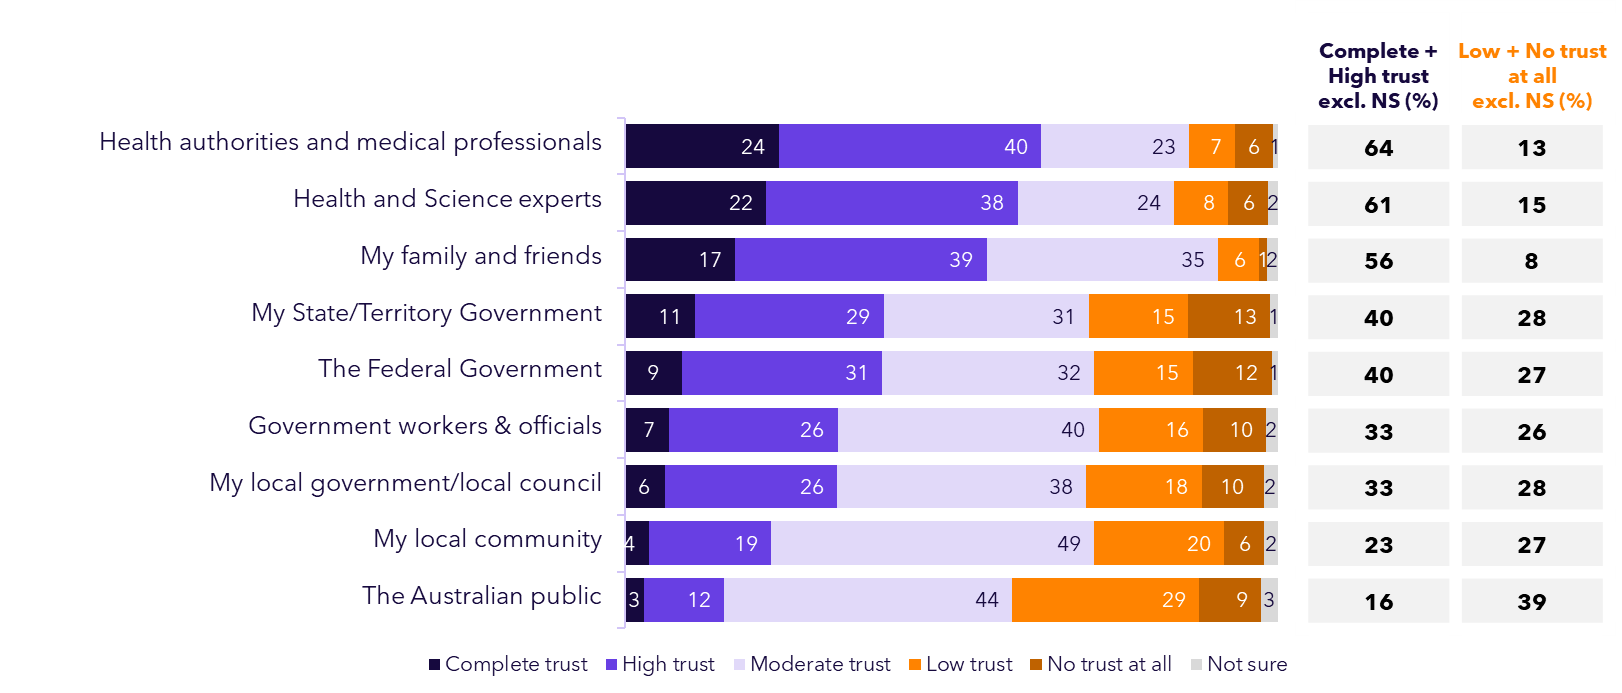 Complete +
High trust
excl. NS (%)
Low + No trust
at all
excl. NS (%)
Health authorities and medical professionals 24 40 23 7 6 1 64 13
Health and Science experts 22 38 24 8 6 2 61 15
My family and friends 17 39 35 6 1 2 56 8
My State/Territory Government 11 29 31 15 13 1 40 28
The Federal Government 9 31 32 15 12 1 40 27
Government workers & officials 7 26 40 16 10 2 33 26
My local government/local council 6 26 38 18 10 2 33 28
My local community 4 19 49 20 6 2 23 27
The Australian public 3 12 44 29 9 3 16 39
Complete trust High trust Moderate trust Low trust No trust at all Not sure